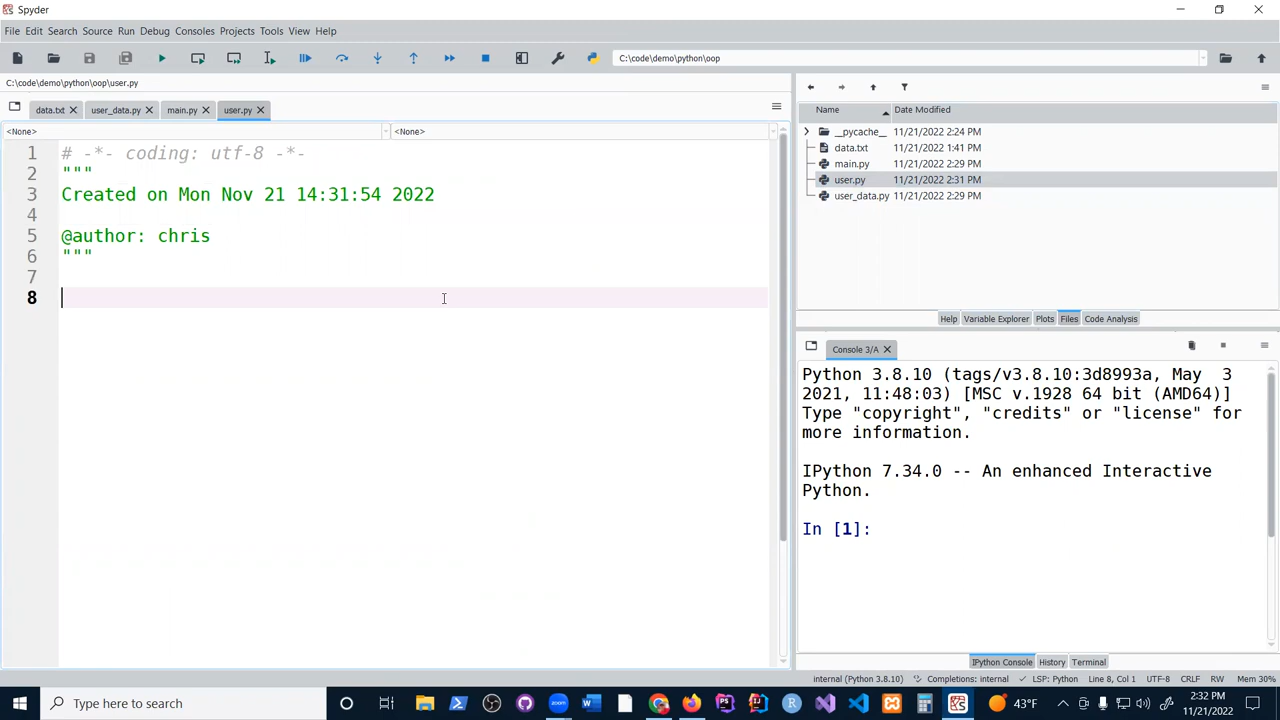 Spyder
File Edit Search Source Run Debug Consoles Projects Tools View Help
C:\code\demo\python\oop
C:\code\demo\python\oop\user.py
data.txt user_data.py main.py user.py
<None> <None>
1 # -*- coding: utf-8 -*-
2 """
3 Created on Mon Nov 21 14:31:54 2022
4
5 @author: chris
6 """
7
8
Name Date Modified
__pycache__ 11/21/2022 2:24 PM
data.txt 11/21/2022 1:41 PM
main.py 11/21/2022 2:29 PM
user.py 11/21/2022 2:31 PM
user_data.py 11/21/2022 2:29 PM
Help Variable Explorer Plots Files Code Analysis
Console 3/A
Python 3.8.10 (tags/v3.8.10:3d8993a, May 3
2021, 11:48:03) [MSC v.1928 64 bit (AMD64)]
Type "copyright", "credits" or "license" for
more information.
IPython 7.34.0 -- An enhanced Interactive
Python.
In [1]:
IPython Console History Terminal
internal (Python 3.8.10) Completions: internal LSP: Python Line 8, Col 1 UTF-8 CRLF RW Mem 30%
Type here to search
zoom
43°F
2:32 PM
11/21/2022